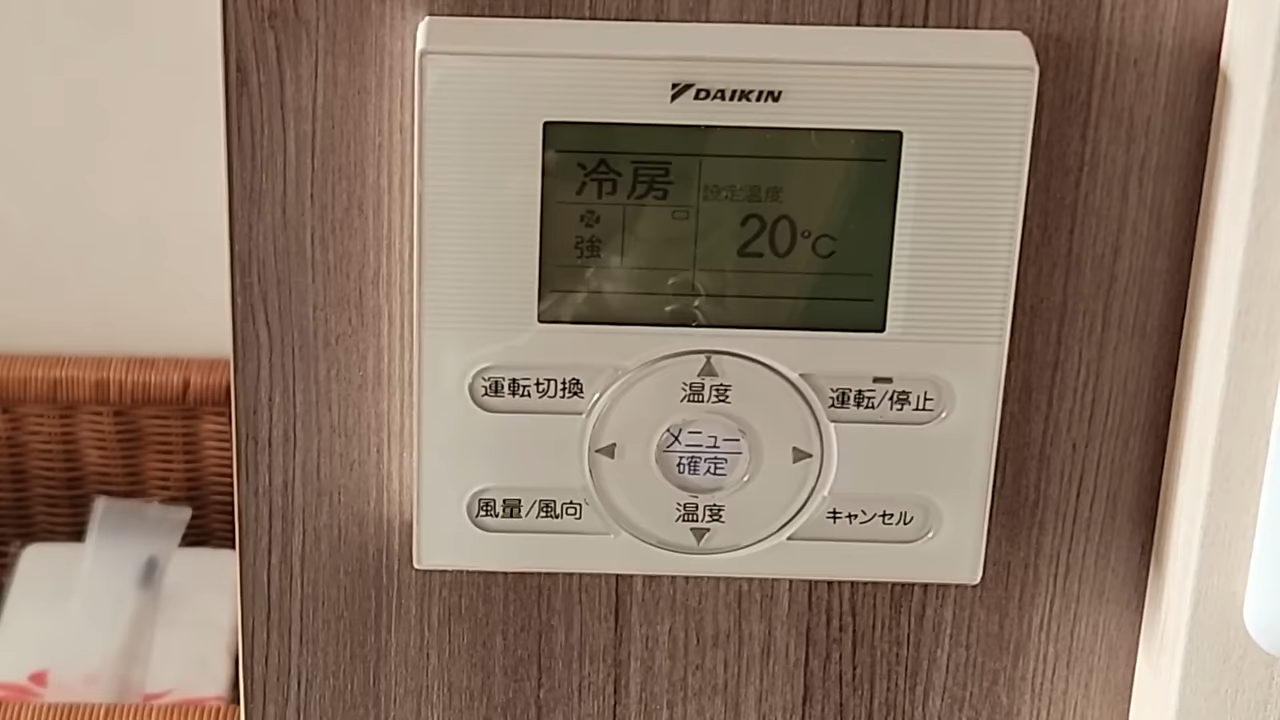 DAIKIN
冷房
設定温度
強
20°C
運転切換
温度
運転/停止
メニュー
確定
風量/風向
温度
キャンセル